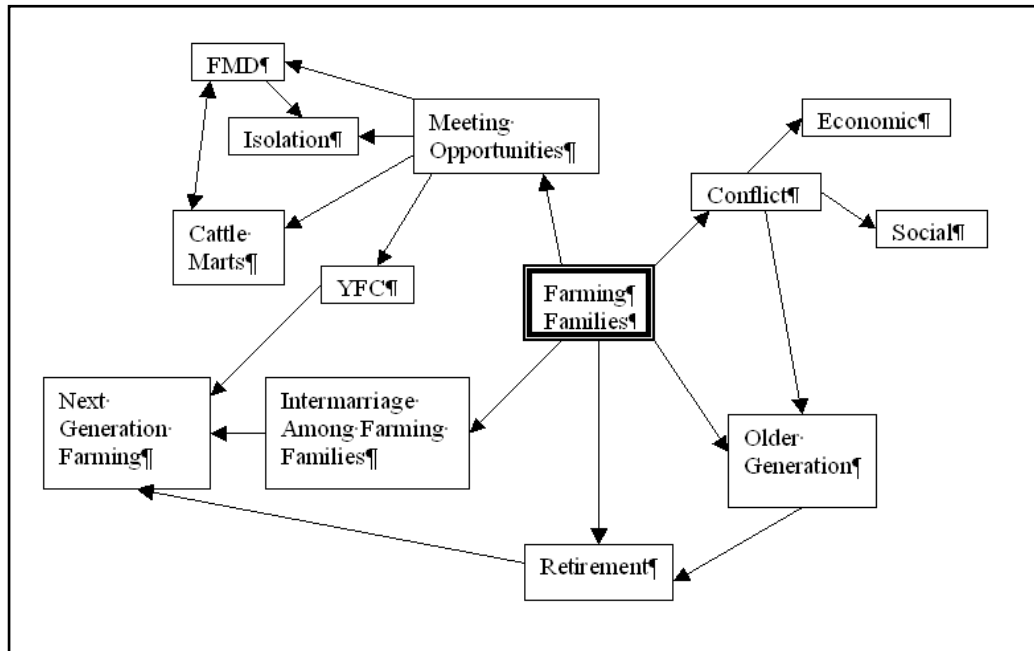 FMD¶
Isolation¶
Meeting·
Opportunities¶
Economic¶
Conflict¶
Social¶
Cattle·
Marts¶
YFC¶
Farming¶
Families¶
Next·
Generation·
Farming¶
Intermarriage·
Among·Farming·
Families¶
Older·
Generation¶
Retirement¶